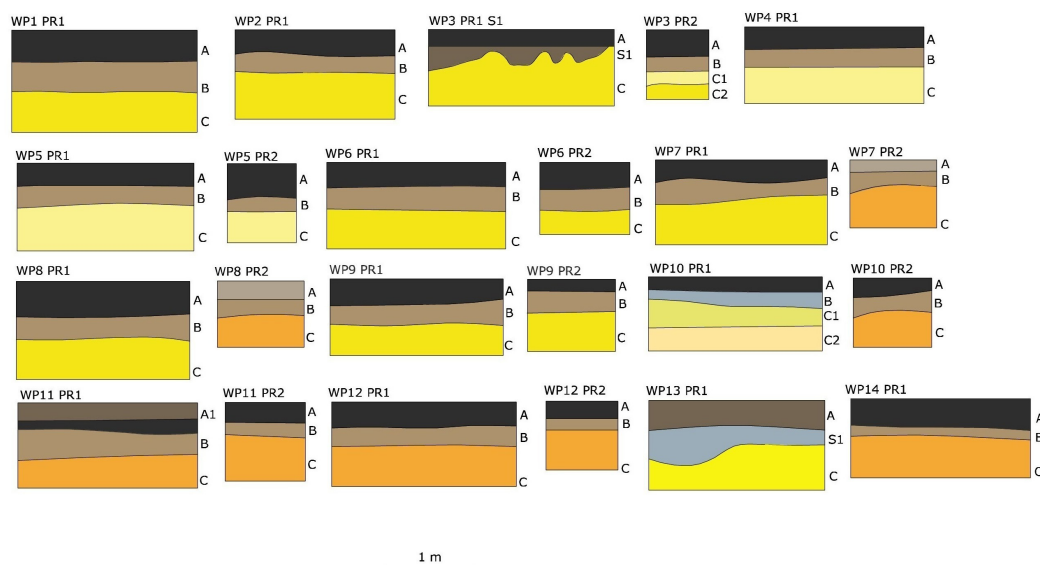 WP1 PR1
A
B
C
WP2 PR1
A
B
C
WP3 PR1 S1
A
S1
C
WP3 PR2
A
B
C1
C2
WP4 PR1
A
B
C
WP5 PR1
A
B
C
WP5 PR2
A
B
C
WP6 PR1
A
B
C
WP6 PR2
A
B
C
WP7 PR1
A
B
C
WP7 PR2
A
B
C
WP8 PR1
A
B
C
WP8 PR2
A
B
C
WP9 PR1
A
B
C
WP9 PR2
A
B
C
WP10 PR1
A
B
C1
C2
WP10 PR2
A
B
C
WP11 PR1
A1
B
C
WP11 PR2
A
B
C
WP12 PR1
A
B
C
WP12 PR2
A
B
C
WP13 PR1
A
S1
C
WP14 PR1
A
B
C
1 m